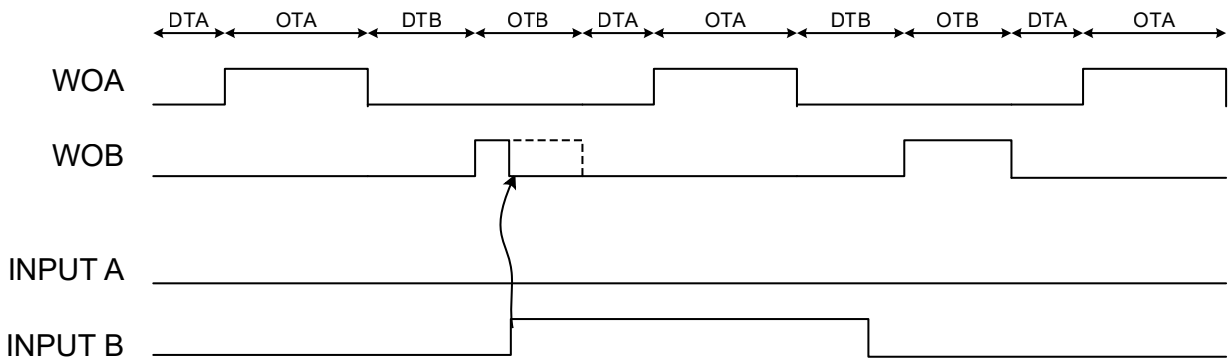 DTA OTA DTB OTB DTA OTA DTB OTB DTA OTA
WOA
WOB
INPUT A
INPUT B